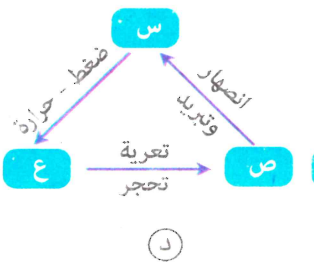 س
ضغط - حرارة
انصهار
وتبريد
ع
تعرية
تحجر
ص
د